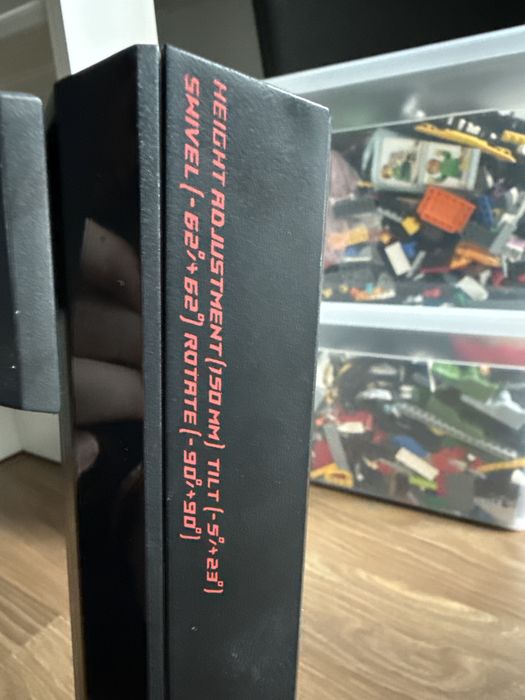 HEIGHT ADJUSTMENT(150 MM) TILT (-5°/+23°)
SWIVEL (-62°/+62°) ROTATE (-90°/+90°)